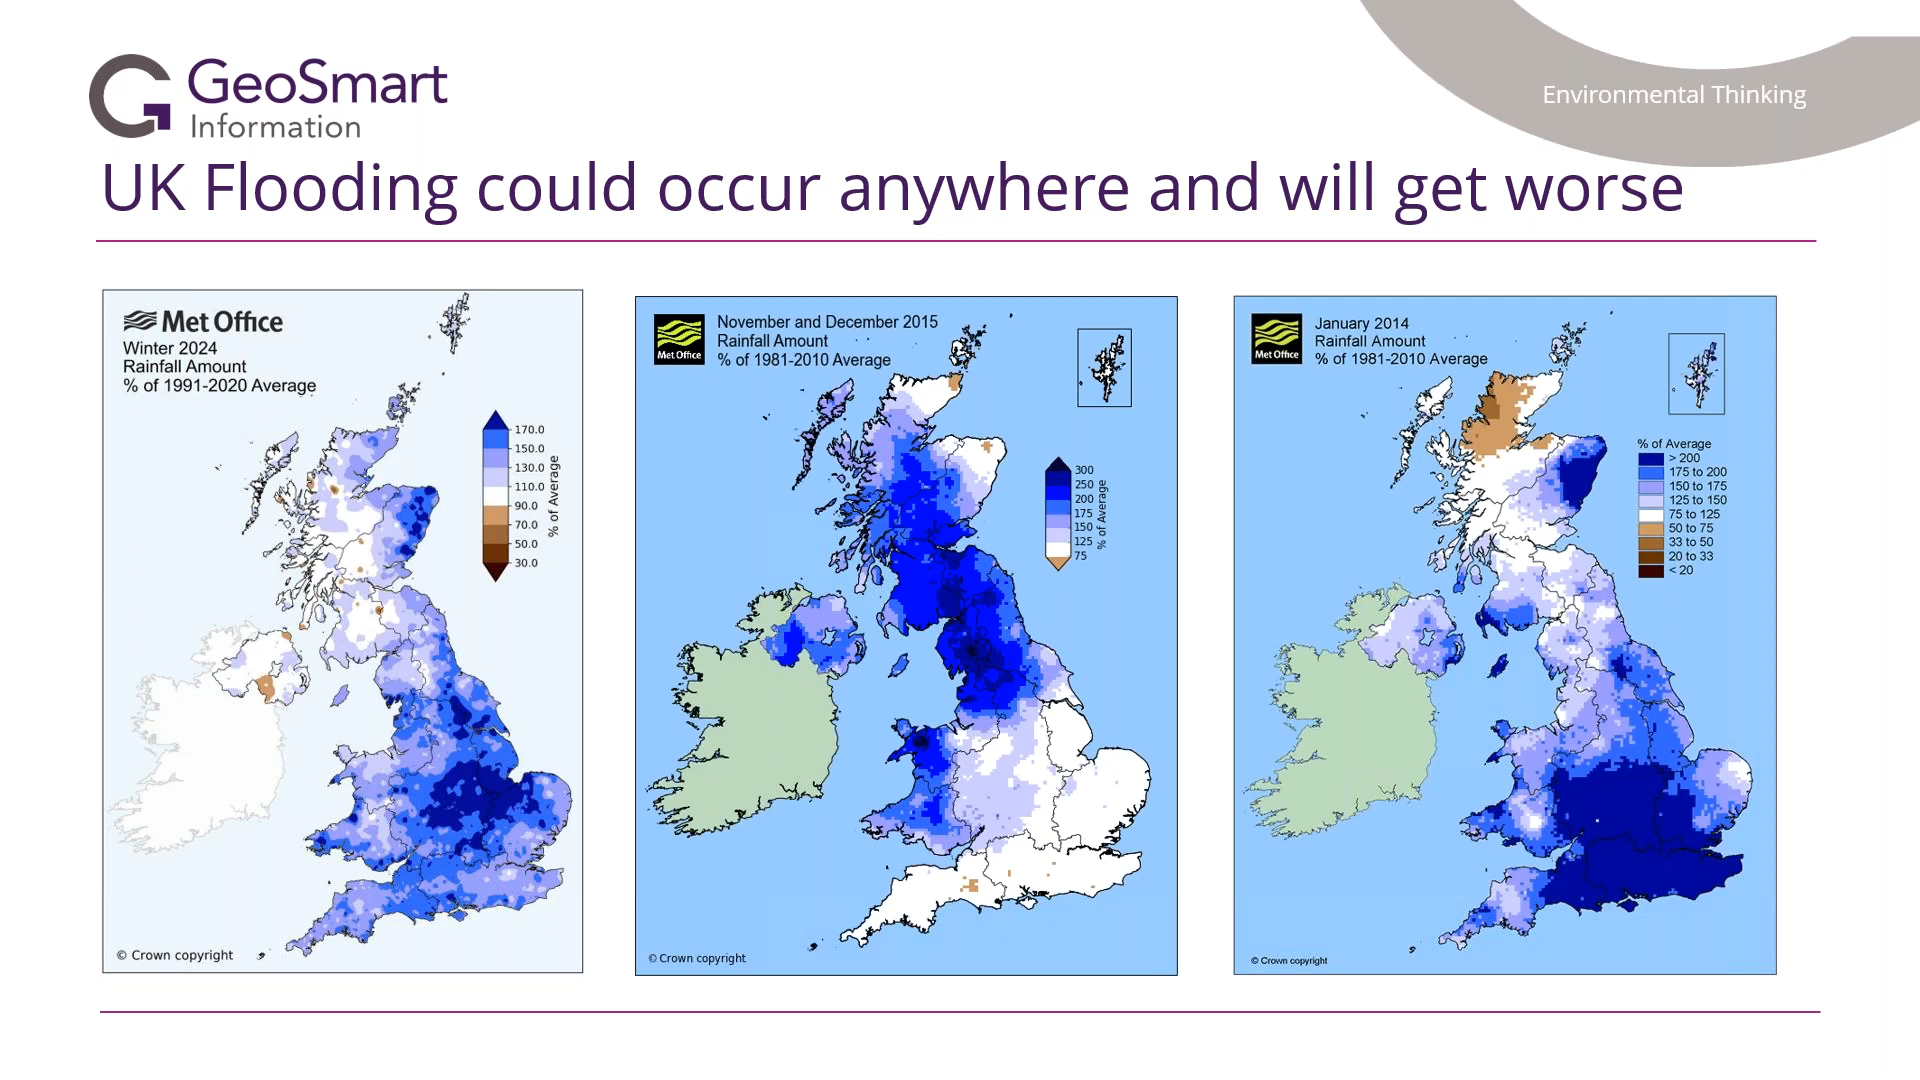 GeoSmart
Information
Environmental Thinking
UK Flooding could occur anywhere and will get worse
Met Office
Winter 2024
Rainfall Amount
% of 1991-2020 Average
170.0
150.0
130.0
110.0
90.0
70.0
50.0
30.0
% of Average
© Crown copyright
Met Office
November and December 2015
Rainfall Amount
% of 1981-2010 Average
300
250
200
175
150
125
75
% of Average
© Crown copyright
Met Office
January 2014
Rainfall Amount
% of 1981-2010 Average
% of Average
> 200
175 to 200
150 to 175
125 to 150
75 to 125
50 to 75
33 to 50
20 to 33
< 20
© Crown copyright